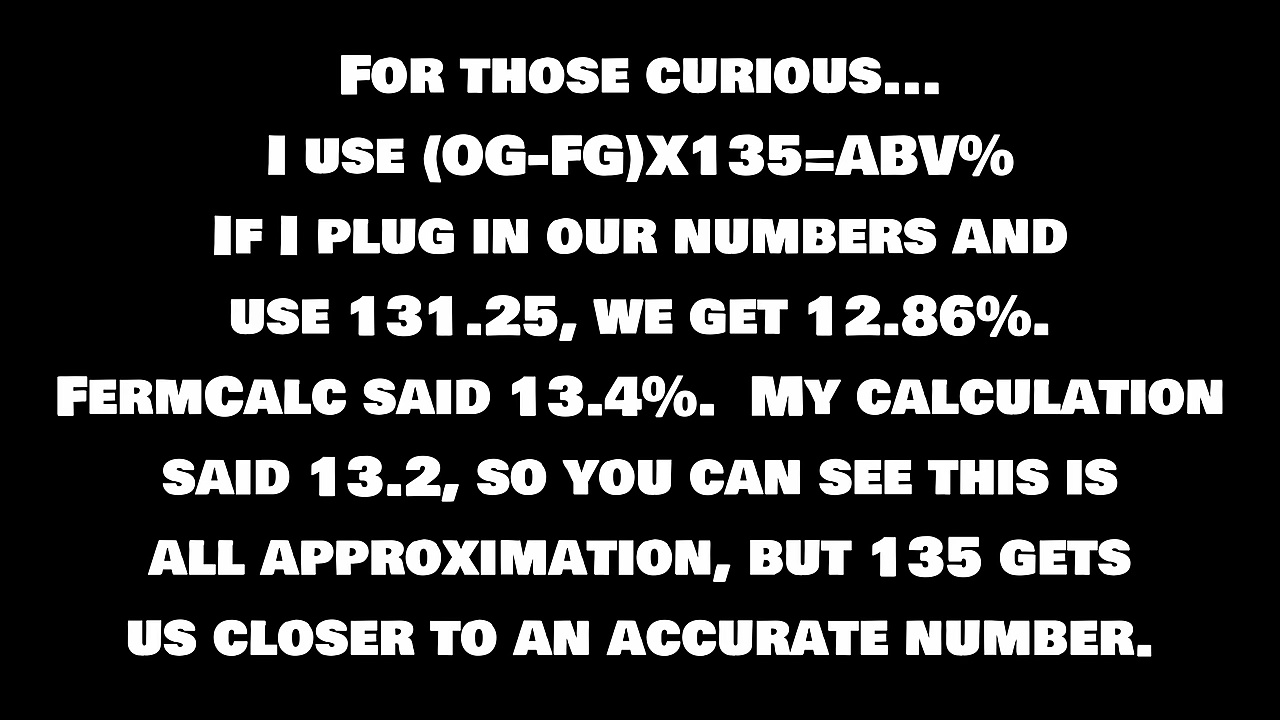 For those curious...
I use (OG-FG)X135=ABV%
If I plug in our numbers and
use 131.25, we get 12.86%.
FermCalc said 13.4%.  My calculation
said 13.2, so you can see this is
all approximation, but 135 gets
us closer to an accurate number.